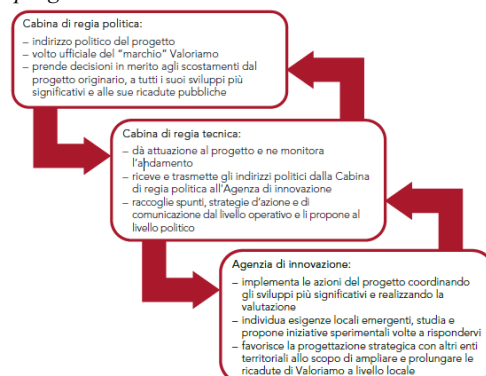 Cabina di regia politica:
– indirizzo politico del progetto
– volto ufficiale del “marchio” Valoriamo
– prende decisioni in merito agli scostamenti dal
progetto originario, a tutti i suoi sviluppi più
significativi e alle sue ricadute pubbliche
Cabina di regia tecnica:
– dà attuazione al progetto e ne monitora
l’andamento
– riceve e trasmette gli indirizzi politici dalla Cabina
di regia politica all’Agenzia di innovazione
– raccoglie spunti, strategie d’azione e di
comunicazione dal livello operativo e li propone al
livello politico
Agenzia di innovazione:
– implementa le azioni del progetto coordinando
gli sviluppi più significativi e realizzando la
valutazione
– individua esigenze locali emergenti, studia e
propone iniziative sperimentali volte a rispondervi
– favorisce la progettazione strategica con altri enti
territoriali allo scopo di ampliare e prolungare le
ricadute di Valoriamo a livello locale